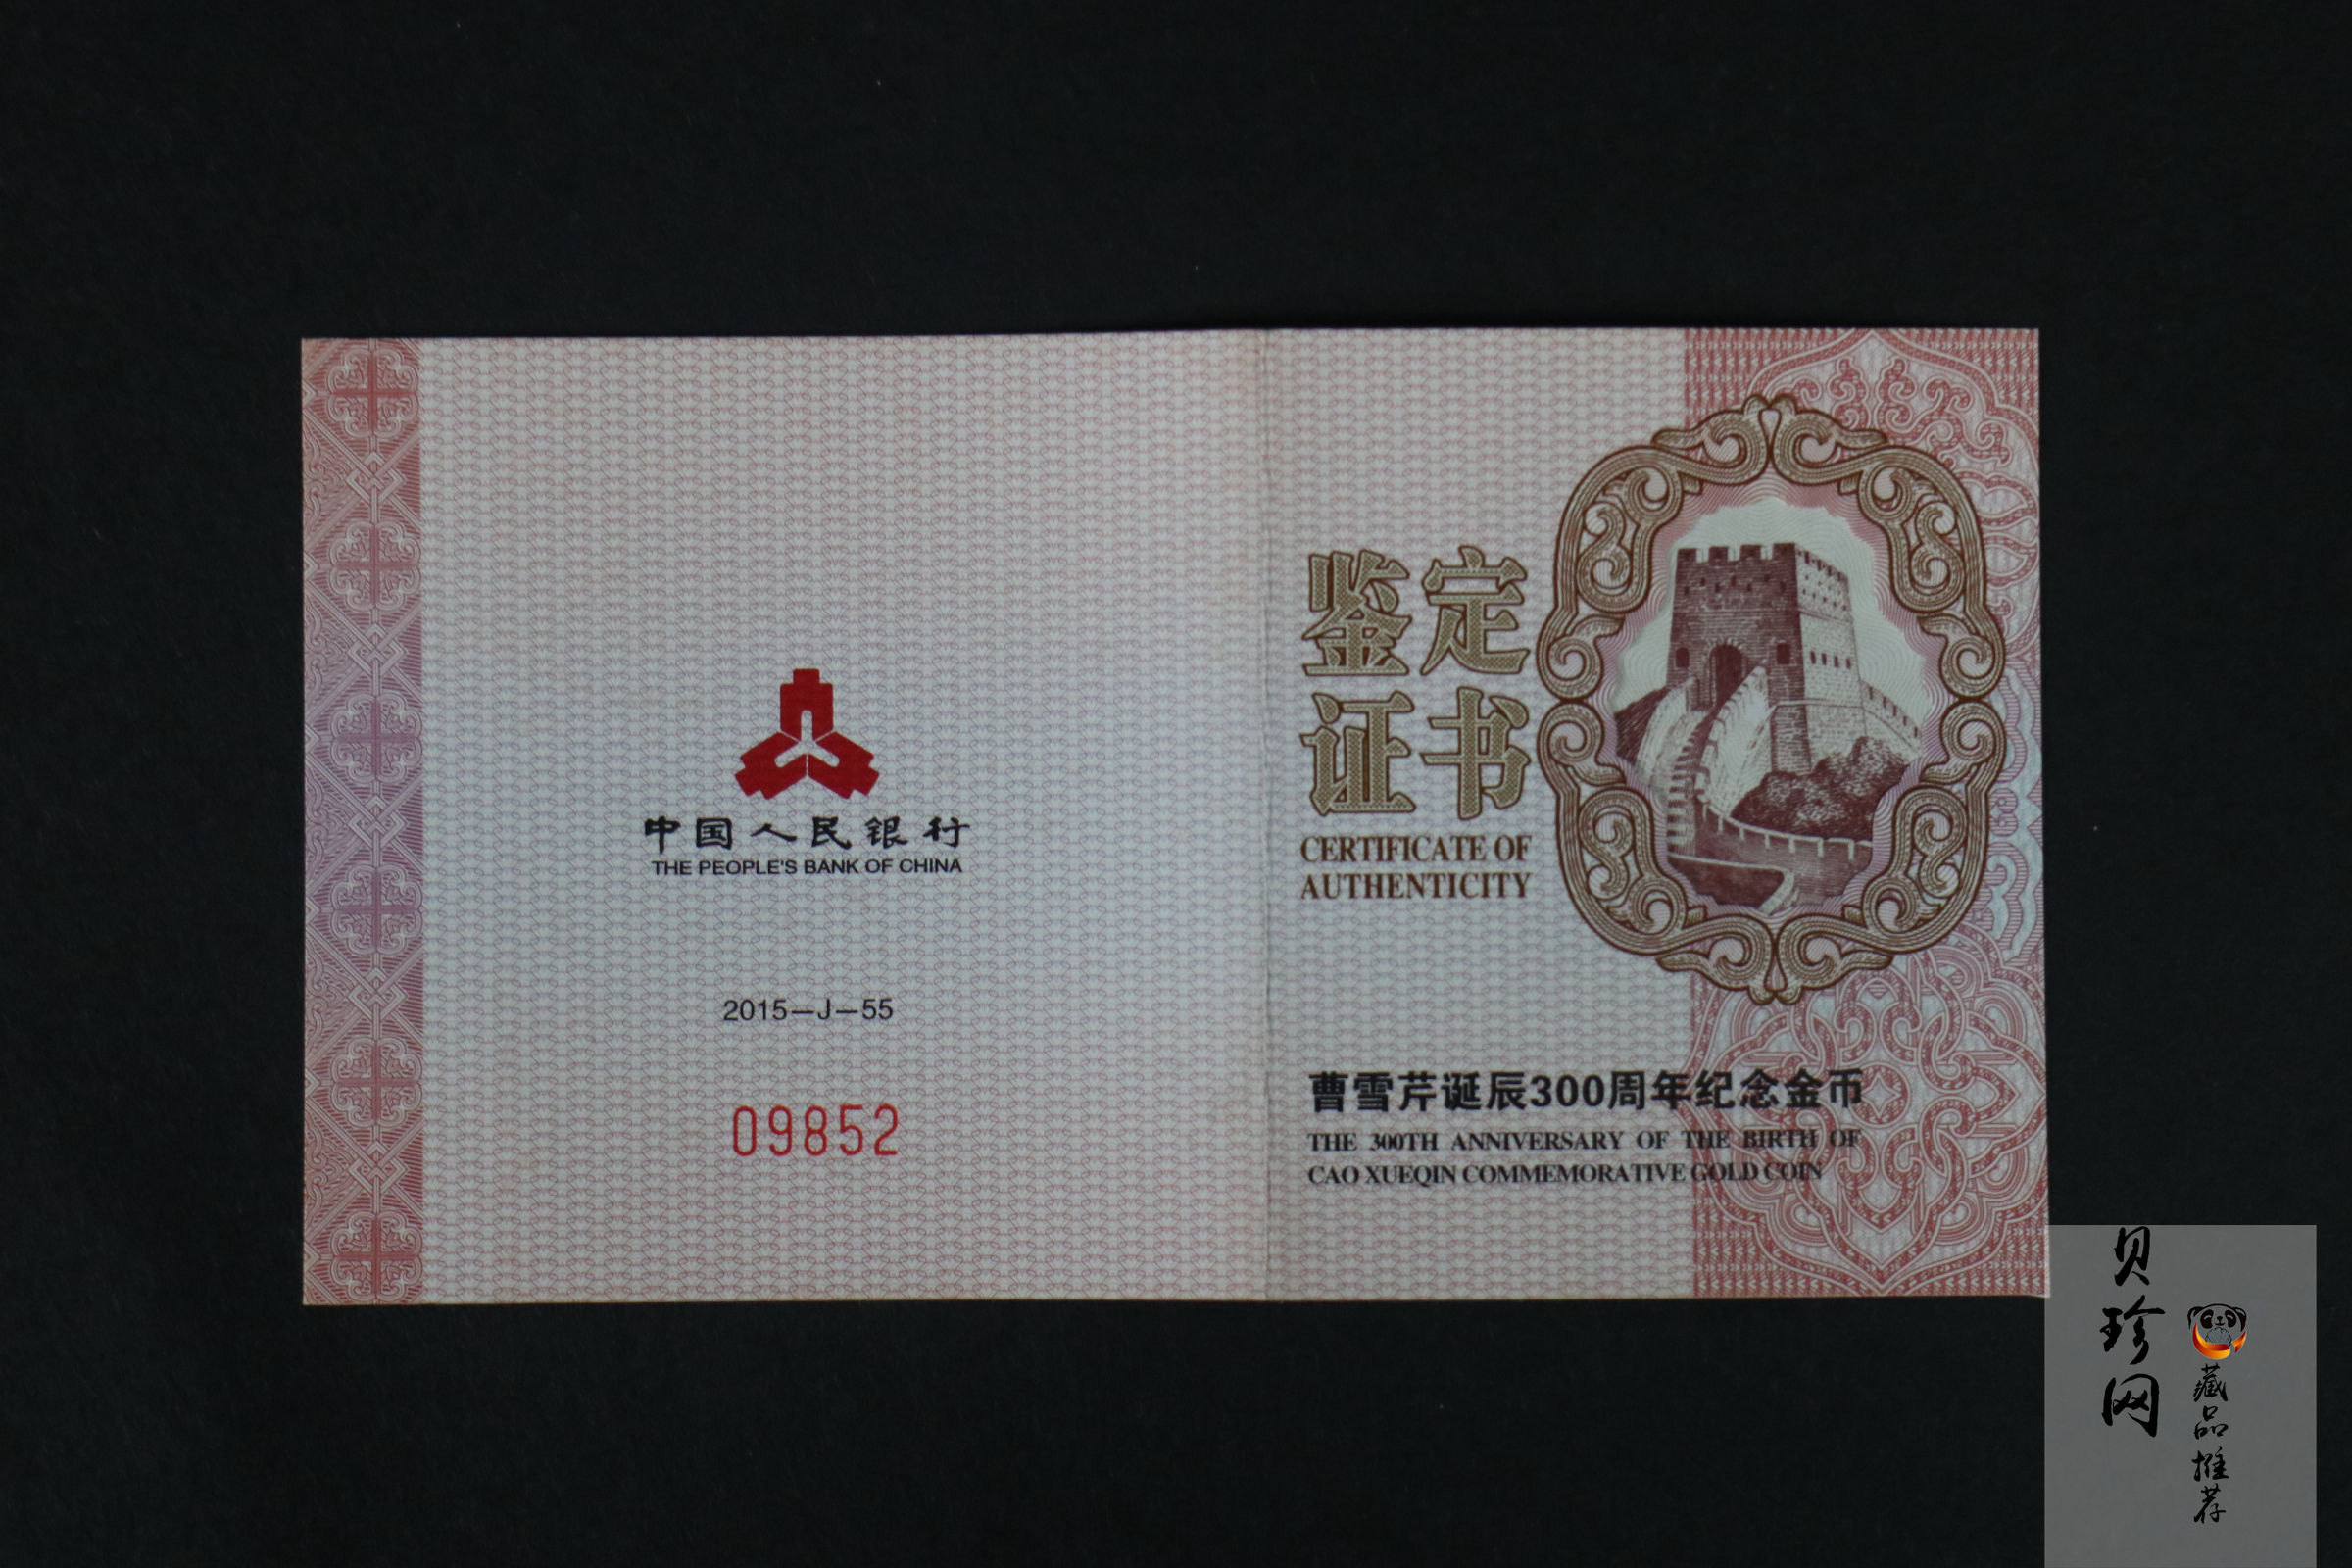 中国人民银行
THE PEOPLE'S BANK OF CHINA
2015—J—55
09852
鉴定
证书
CERTIFICATE OF
AUTHENTICITY
曹雪芹诞辰300周年纪念金币
THE 300TH ANNIVERSARY OF THE BIRTH OF
CAO XUEQIN COMMEMORATIVE GOLD COIN
贝珍网
藏品推荐